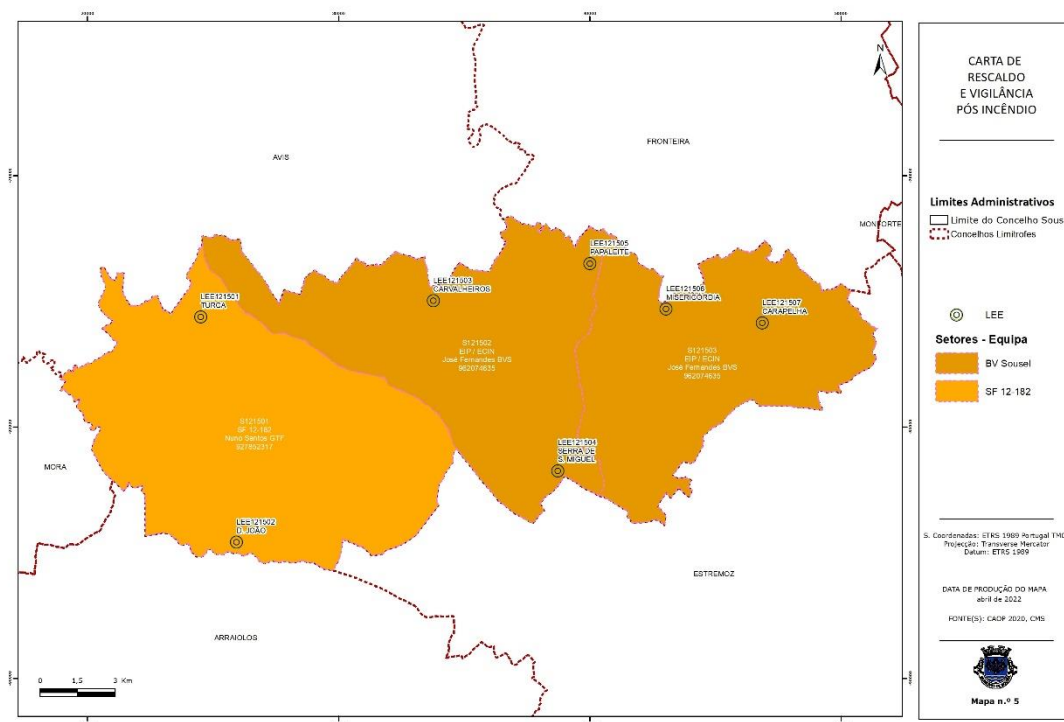 CARTA DE
RESCALDO
E VIGILÂNCIA
PÓS INCÊNDIO
N
AVIS
FRONTEIRA
MONFORTE
MORA
ARRAIOLOS
ESTREMOZ
LEE121501
TURCA
LEE121502
D. JOÃO
LEE121503
CARVALHEIROS
LEE121504
SERRA DE
S. MIGUEL
LEE121505
PAPALEITE
LEE121506
MISERICÓRDIA
LEE121507
CARAPELHA
S121501
SF 12-182
Nuno Santos GTF
927952317
S121502
EIP / ECIN
José Fernandes BVS
962074635
S121503
EIP / ECIN
José Fernandes BVS
962074635
0 1,5 3 Km
Limites Administrativos
Limite do Concelho Sous
Concelhos Limítrofes
LEE
Setores - Equipa
BV Sousel
SF 12-182
S. Coordenadas: ETRS 1989 Portugal TM0
Projecção: Transverse Mercator
Datum: ETRS 1989
DATA DE PRODUÇÃO DO MAPA
abril de 2022
FONTE(S): CAOP 2020, CMS
Mapa n.º 5